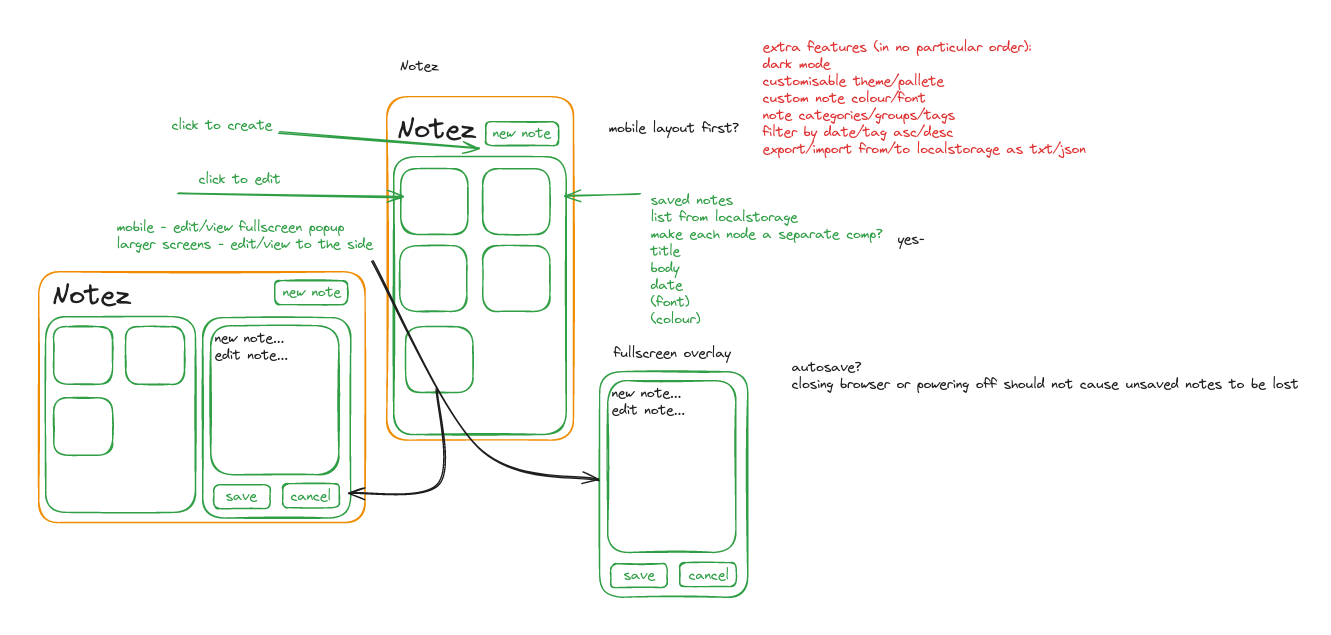 Notez
extra features (in no particular order):
dark mode
customisable theme/pallete
custom note colour/font
note categories/groups/tags
filter by date/tag asc/desc
export/import from/to localstorage as txt/json
click to create
Notez
new note
mobile layout first?
click to edit
mobile - edit/view fullscreen popup
larger screens - edit/view to the side
saved notes
list from localstorage
make each node a separate comp?
yes-
title
body
date
(font)
(colour)
Notez
new note
new note...
edit note...
save
cancel
fullscreen overlay
new note...
edit note...
save
cancel
autosave?
closing browser or powering off should not cause unsaved notes to be lost